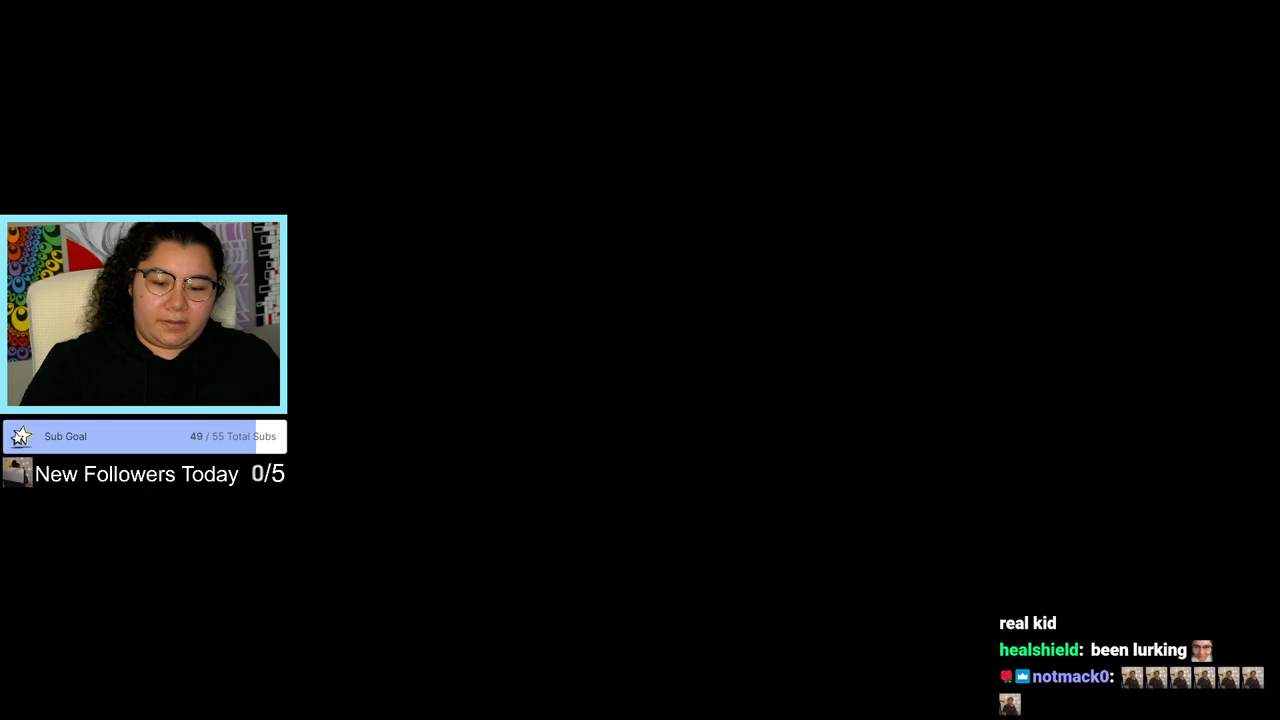 Sub Goal 49 / 55 Total Subs
New Followers Today 0/5
real kid
healshield: been lurking
notmack0: